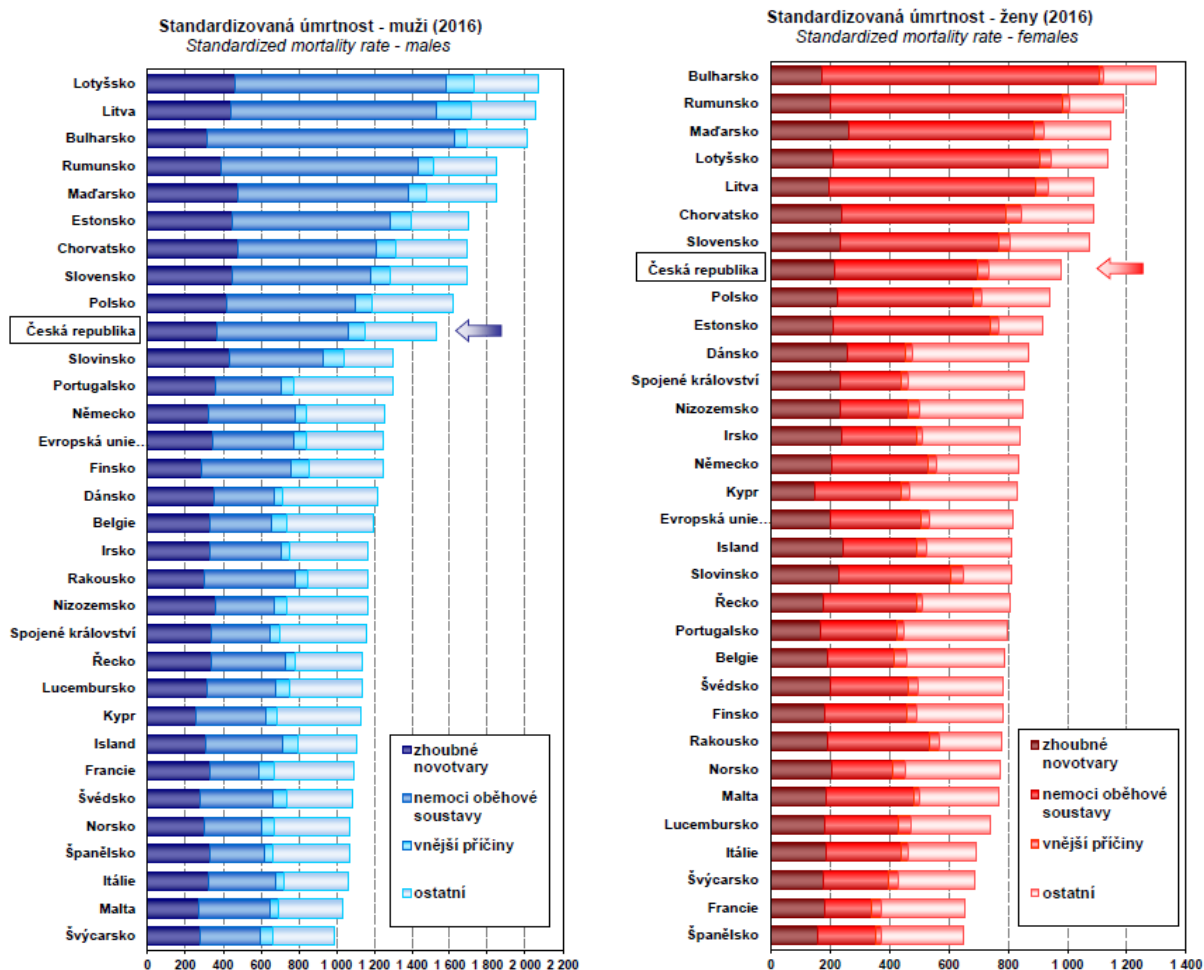 Standardizovaná úmrtnost - muži (2016)
Standardized mortality rate - males
Lotyšsko
Litva
Bulharsko
Rumunsko
Maďarsko
Estonsko
Chorvatsko
Slovensko
Polsko
Česká republika
Slovinsko
Portugalsko
Německo
Evropská unie…
Finsko
Dánsko
Belgie
Irsko
Rakousko
Nizozemsko
Spojené království
Řecko
Lucembursko
Kypr
Island
Francie
Švédsko
Norsko
Španělsko
Itálie
Malta
Švýcarsko
zhoubné
novotvary
nemoci oběhové
soustavy
vnější příčiny
ostatní
0 200 400 600 800 1 000 1 200 1 400 1 600 1 800 2 000 2 200
Standardizovaná úmrtnost - ženy (2016)
Standardized mortality rate - females
Bulharsko
Rumunsko
Maďarsko
Lotyšsko
Litva
Chorvatsko
Slovensko
Česká republika
Polsko
Estonsko
Dánsko
Spojené království
Nizozemsko
Irsko
Německo
Kypr
Evropská unie…
Island
Slovinsko
Řecko
Portugalsko
Belgie
Švédsko
Finsko
Rakousko
Norsko
Malta
Lucembursko
Itálie
Švýcarsko
Francie
Španělsko
zhoubné
novotvary
nemoci oběhové
soustavy
vnější příčiny
ostatní
0 200 400 600 800 1 000 1 200 1 400